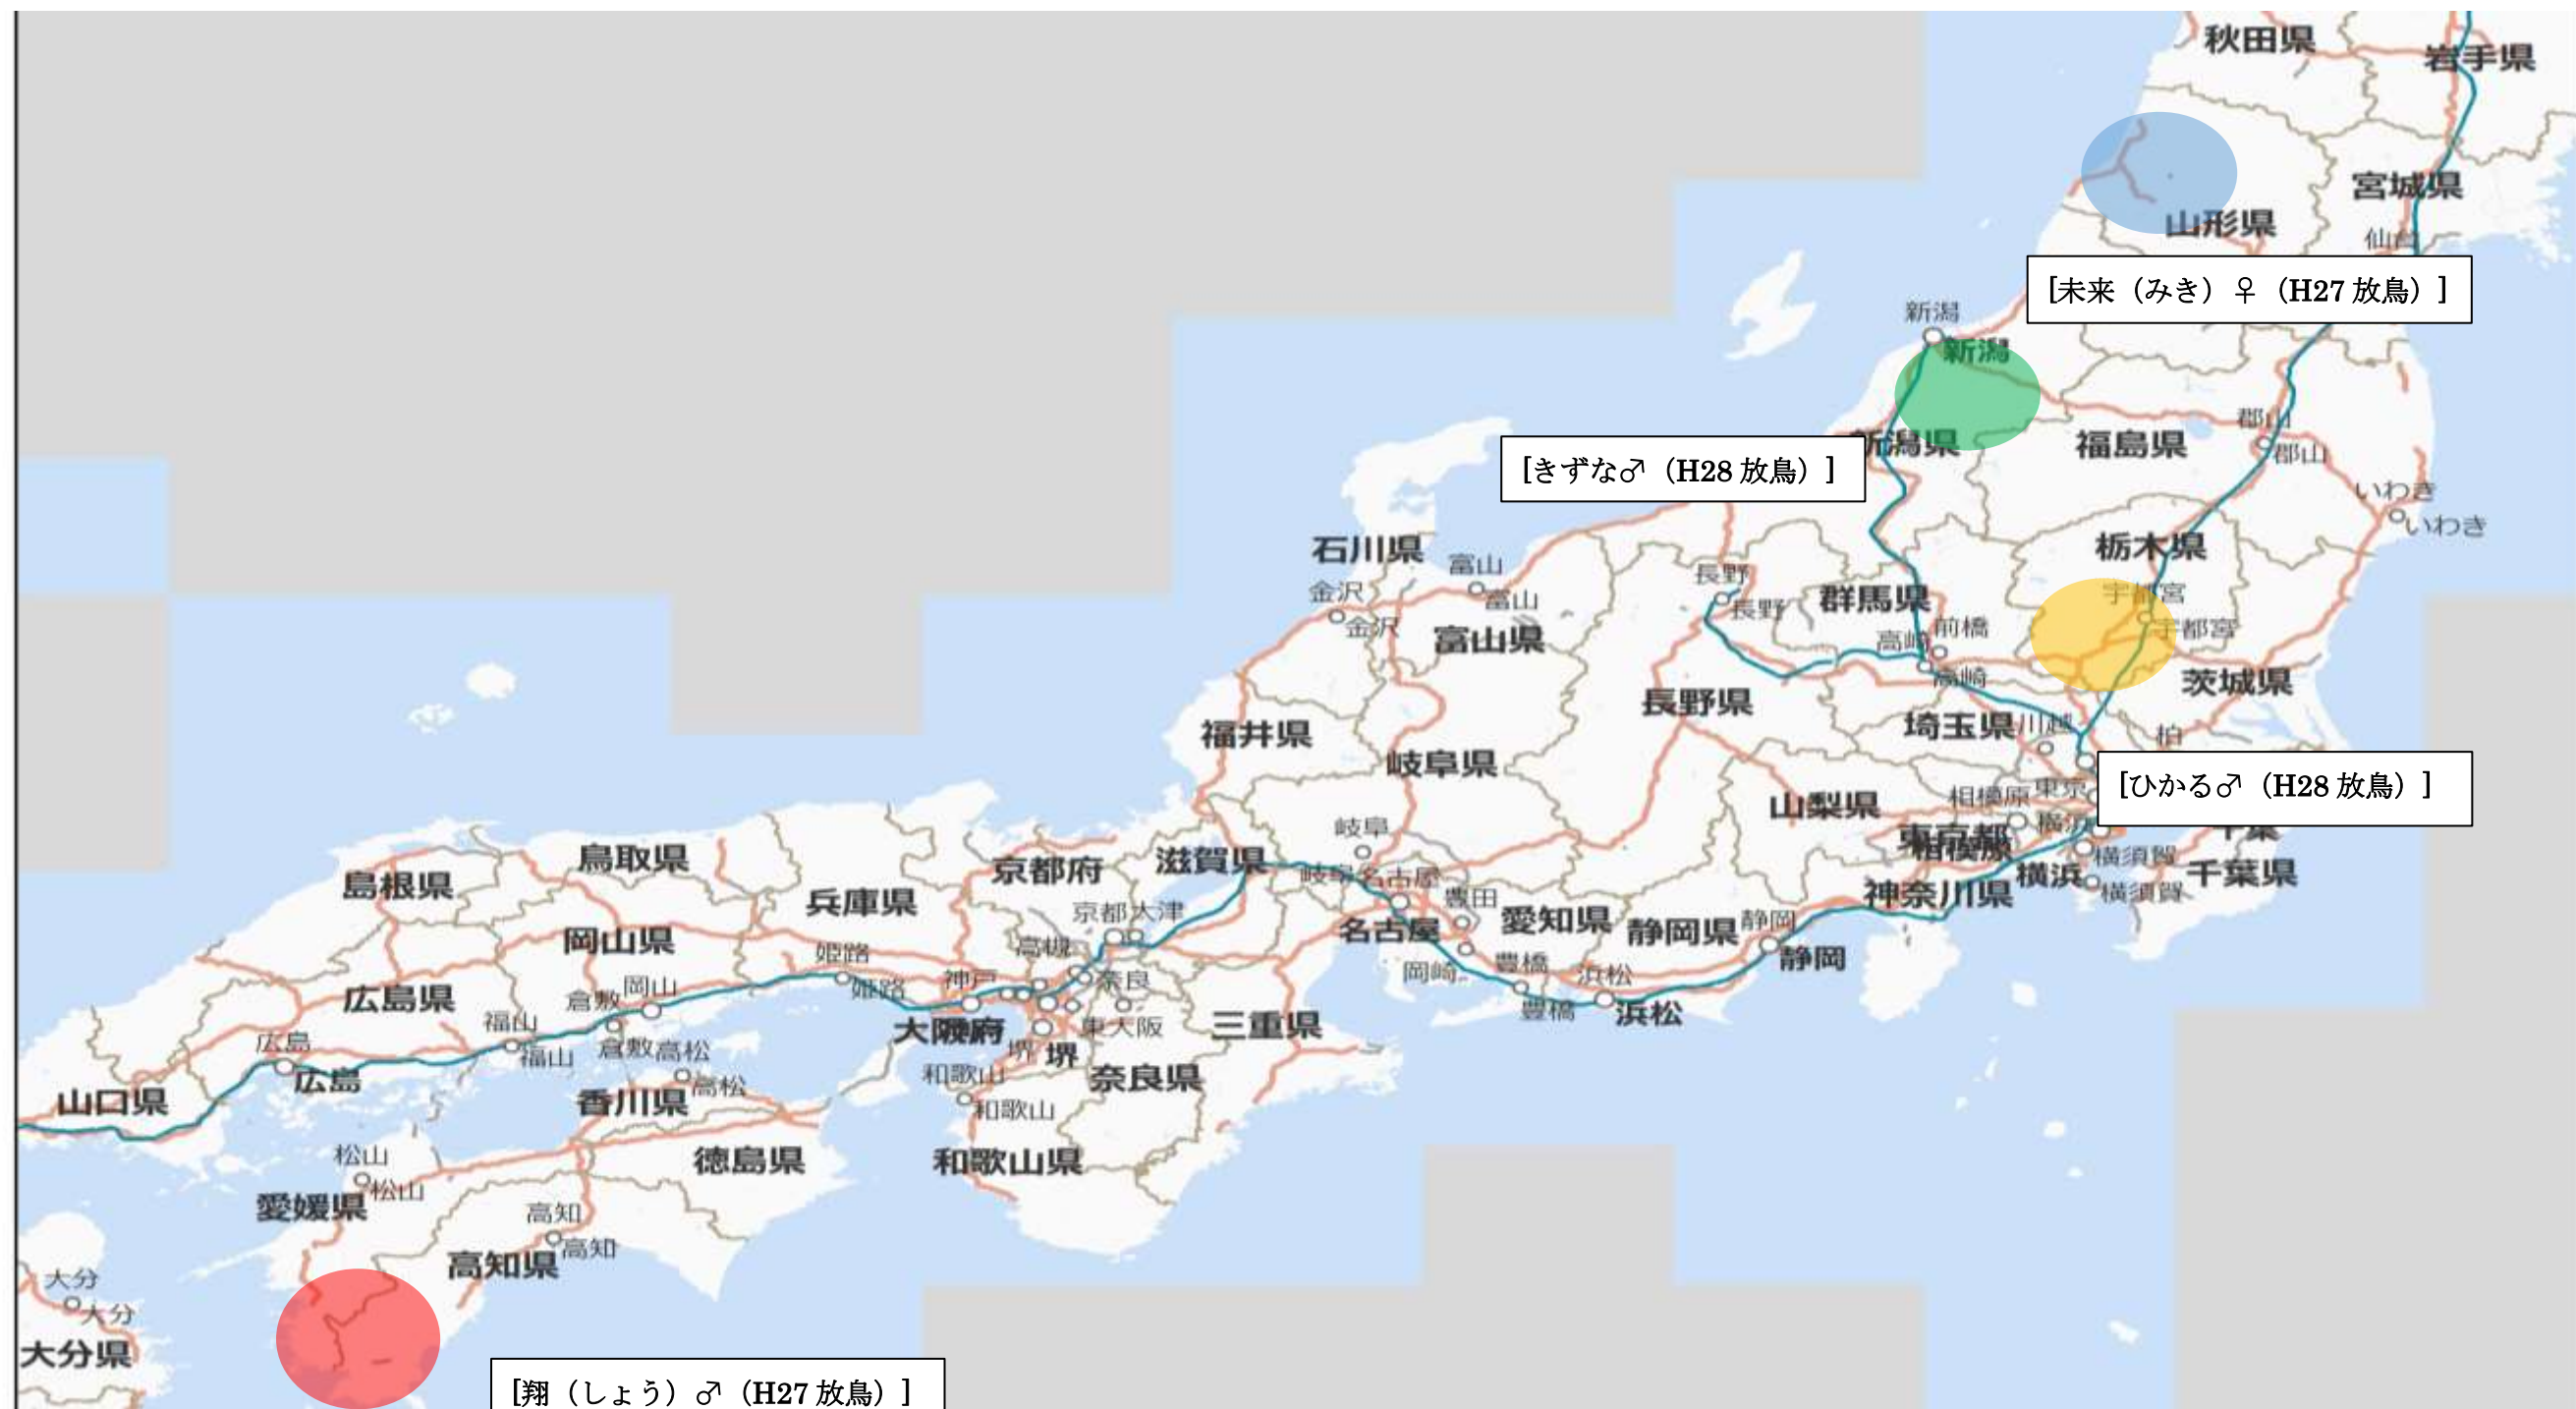 秋田県
岩手県
宮城県
山形県
仙台
[未来（みき）♀（H27 放鳥）]
新潟
新潟
郡山
新潟県
福島県
郡山
[きずな♂（H28 放鳥）]
いわき
いわき
石川県
栃木県
富山
長野
金沢
富山
長野
群馬県
宇都宮
金沢
富山県
高崎
前橋
宇都宮
高崎
茨城県
長野県
福井県
埼玉県
川越
柏
岐阜県
[ひかる♂（H28 放鳥）]
山梨県
相模原
東京
岐阜
横浜
千葉
東京都
相模原
鳥取県
京都府
滋賀県
横須賀
島根県
岐阜
名古屋
千葉県
横浜
兵庫県
豊田
神奈川県
横須賀
京都
大津
愛知県
静岡県
静岡
岡山県
高槻
名古屋
静岡
姫路
岡崎
豊橋
浜松
広島県
倉敷
岡山
姫路
神戸
奈良
豊橋
浜松
福山
大阪府
東大阪
三重県
広島
福山
倉敷
高松
堺
堺
広島
高松
和歌山
奈良県
山口県
香川県
和歌山
松山
徳島県
和歌山県
松山
愛媛県
高知
高知
高知県
大分
大分
大分県
[翔（しょう）♂（H27 放鳥）]